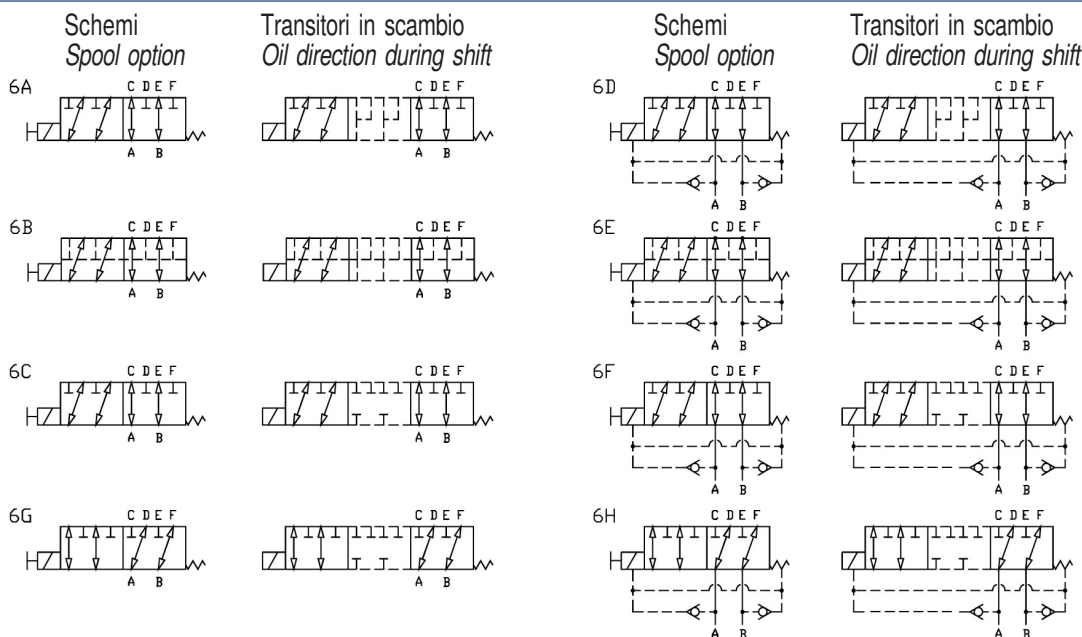 Schemi
Spool option
Transitori in scambio
Oil direction during shift
Schemi
Spool option
Transitori in scambio
Oil direction during shift
6A
C D E F
A B
C D E F
A B
6D
C D E F
A B
C D E F
A B
6B
C D E F
A B
C D E F
A B
6E
C D E F
A B
C D E F
A B
6C
C D E F
A B
C D E F
A B
6F
C D E F
A B
C D E F
A B
6G
C D E F
A B
C D E F
A B
6H
C D E F
A B
C D E F
A B